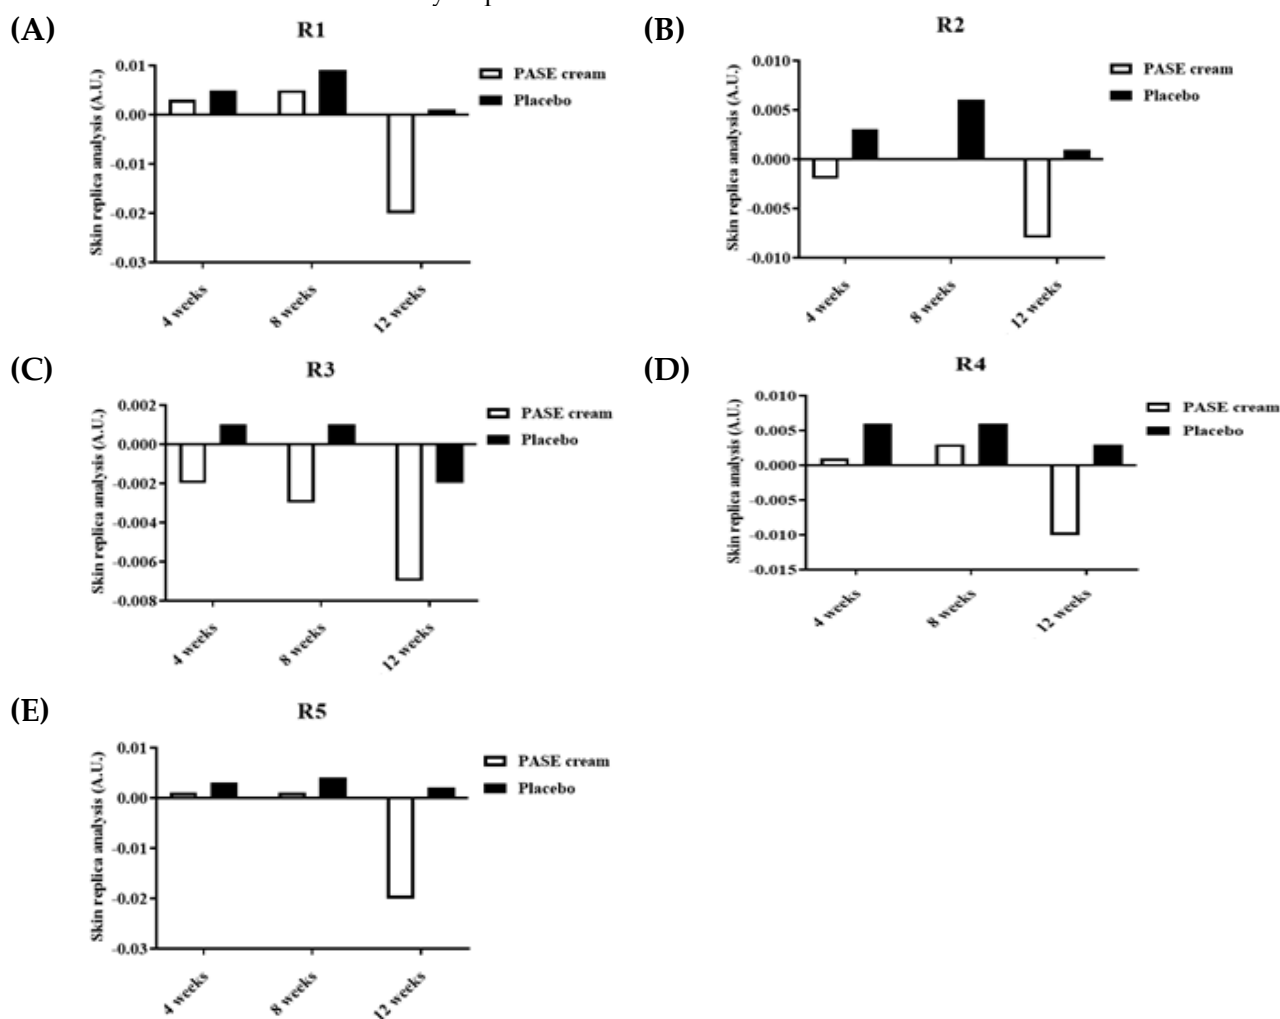 (A)
R1
Skin replica analysis (A.U.)
0.01
0.00
-0.01
-0.02
-0.03
4 weeks
8 weeks
12 weeks
PASE cream
Placebo
(B)
R2
Skin replica analysis (A.U.)
0.010
0.005
0.000
-0.005
-0.010
4 weeks
8 weeks
12 weeks
PASE cream
Placebo
(C)
R3
Skin replica analysis (A.U.)
0.002
0.000
-0.002
-0.004
-0.006
-0.008
4 weeks
8 weeks
12 weeks
PASE cream
Placebo
(D)
R4
Skin replica analysis (A.U.)
0.010
0.005
0.000
-0.005
-0.010
-0.015
4 weeks
8 weeks
12 weeks
PASE cream
Placebo
(E)
R5
Skin replica analysis (A.U.)
0.01
0.00
-0.01
-0.02
-0.03
4 weeks
8 weeks
12 weeks
PASE cream
Placebo